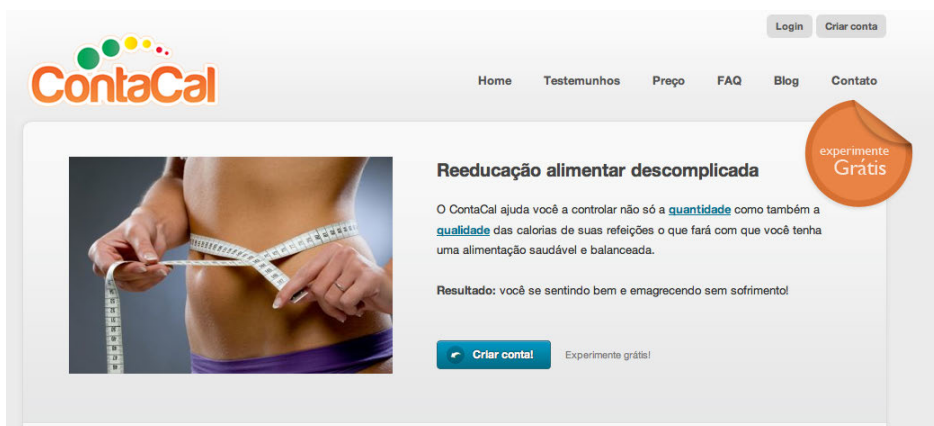 Login Criar conta
ContaCal
Home Testemunhos Preço FAQ Blog Contato
experimente
Grátis
Reeducação alimentar descomplicada
O ContaCal ajuda você a controlar não só a quantidade como também a
qualidade das calorias de suas refeições o que fará com que você tenha
uma alimentação saudável e balanceada.
Resultado: você se sentindo bem e emagrecendo sem sofrimento!
Criar conta! Experimente grátis!